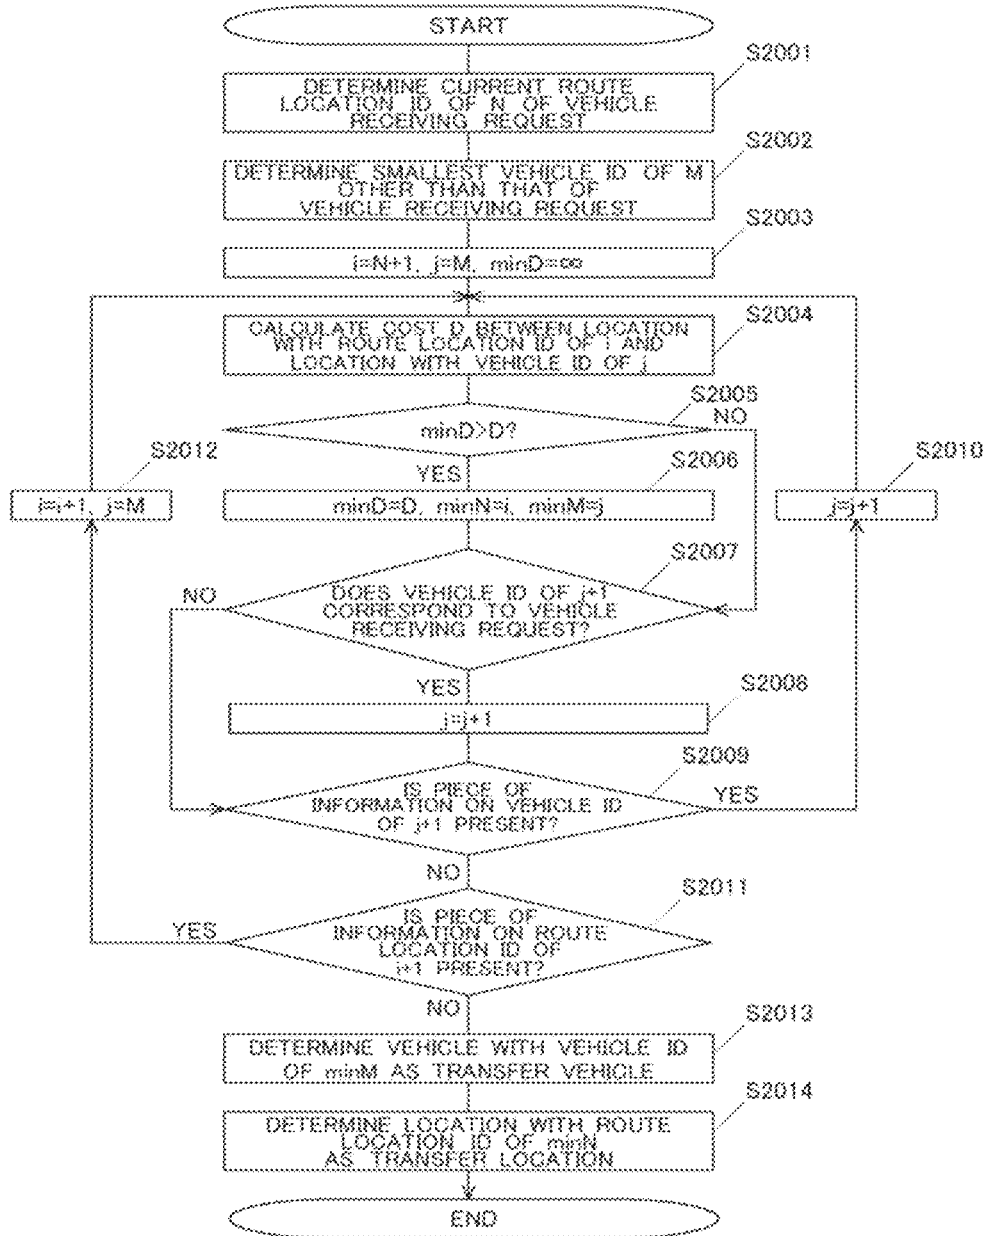 START
S2001
DETERMINE CURRENT ROUTE
LOCATION ID OF N OF VEHICLE
RECEIVING REQUEST
S2002
DETERMINE SMALLEST VEHICLE ID OF M
OTHER THAN THAT OF
VEHICLE RECEIVING REQUEST
S2003
i=N+1, j=M, minD=∞
S2004
CALCULATE COST D BETWEEN LOCATION
WITH ROUTE LOCATION ID OF i AND
LOCATION WITH VEHICLE ID OF j
S2005
minD>D?
NO
S2012
YES
S2006
S2010
i=i+1, j=M
minD=D, minN=i, minM=j
j=j+1
S2007
NO
DOES VEHICLE ID OF j+1
CORRESPOND TO VEHICLE
RECEIVING REQUEST?
YES
S2008
j=j+1
S2009
IS PIECE OF
INFORMATION ON VEHICLE ID
OF j+1 PRESENT?
YES
NO
S2011
YES
IS PIECE OF
INFORMATION ON ROUTE
LOCATION ID OF
i+1 PRESENT?
NO
S2013
DETERMINE VEHICLE WITH VEHICLE ID
OF minM AS TRANSFER VEHICLE
S2014
DETERMINE LOCATION WITH ROUTE
LOCATION ID OF minN
AS TRANSFER LOCATION
END